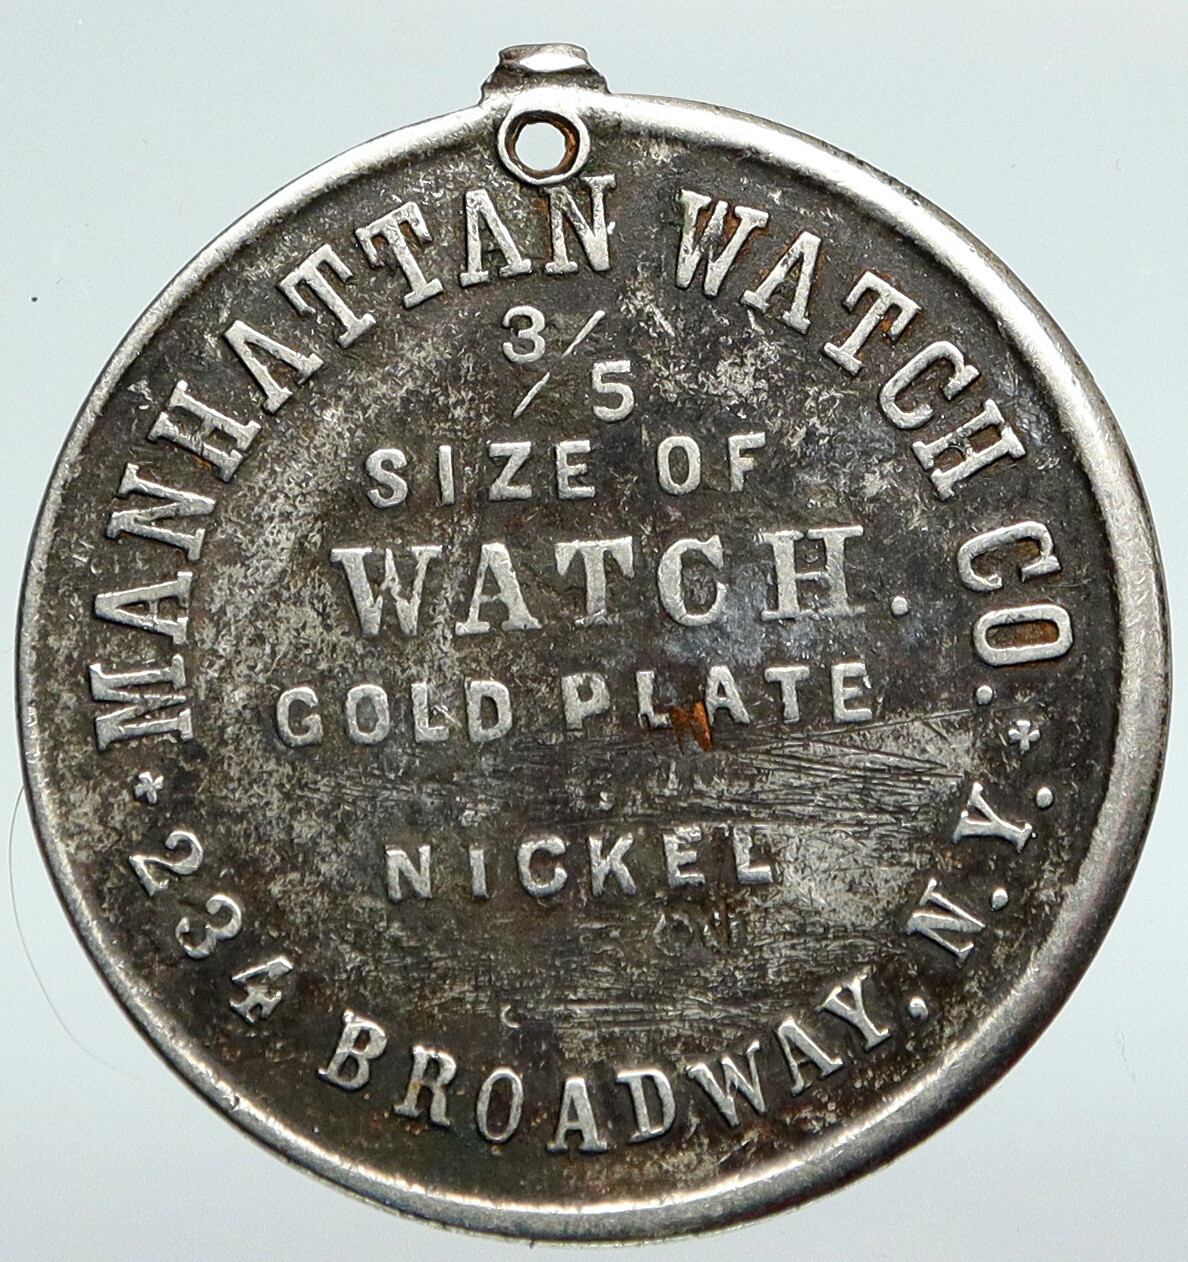 MANHATTAN WATCH CO.
3/
/5
SIZE OF
WATCH.
GOLD PLATE
NICKEL
234 BROADWAY. N.Y.